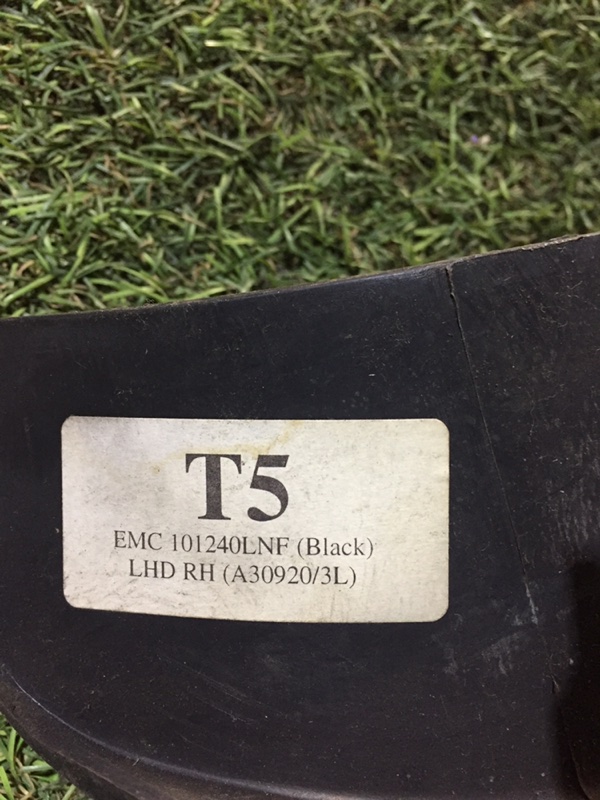 T5
EMC 101240LNF (Black)
LHD RH (A30920/3L)